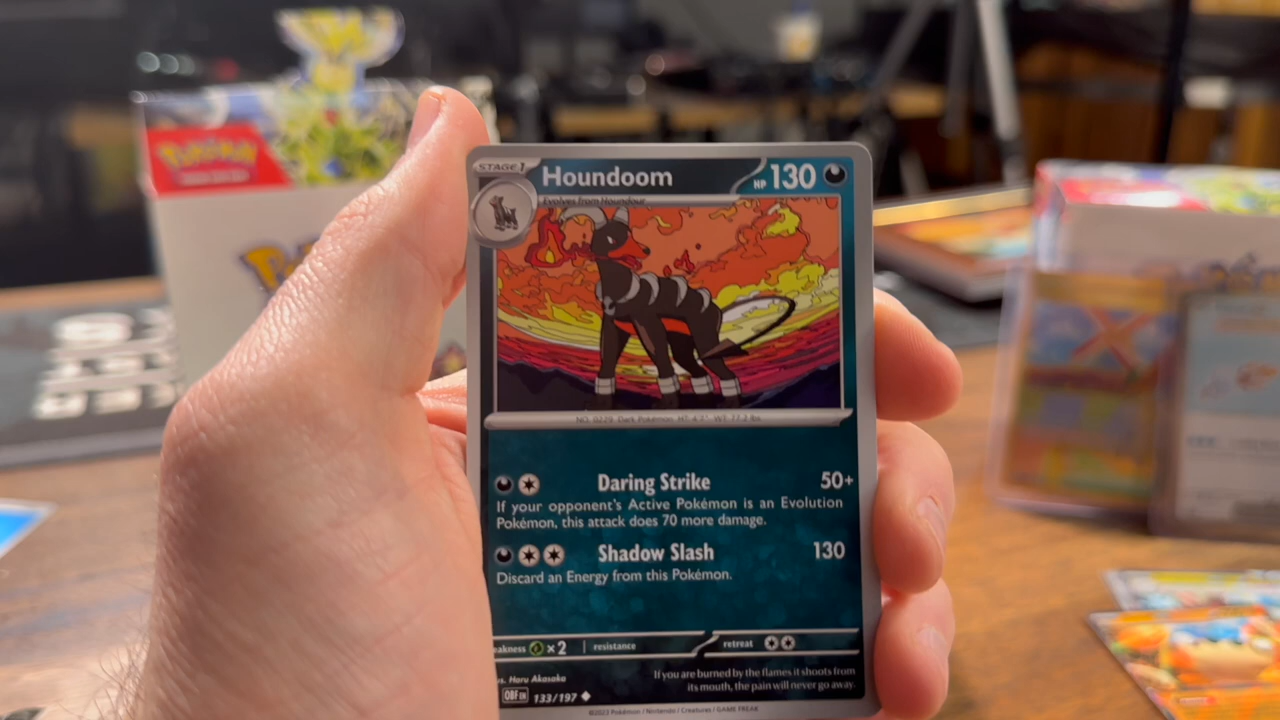 Pokémon
STAGE 1
Houndoom
HP 130
Evolves from Houndour
NO. 0229 Dark Pokémon HT: 4'7" WT: 77.2 lbs.
Daring Strike 50+
If your opponent's Active Pokémon is an Evolution
Pokémon, this attack does 70 more damage.
Shadow Slash 130
Discard an Energy from this Pokémon.
eakness ×2 resistance retreat
us. Haru Akasaka
OBF EN 133/197
If you are burned by the flames it shoots from
its mouth, the pain will never go away.
©2023 Pokémon / Nintendo / Creatures / GAME FREAK